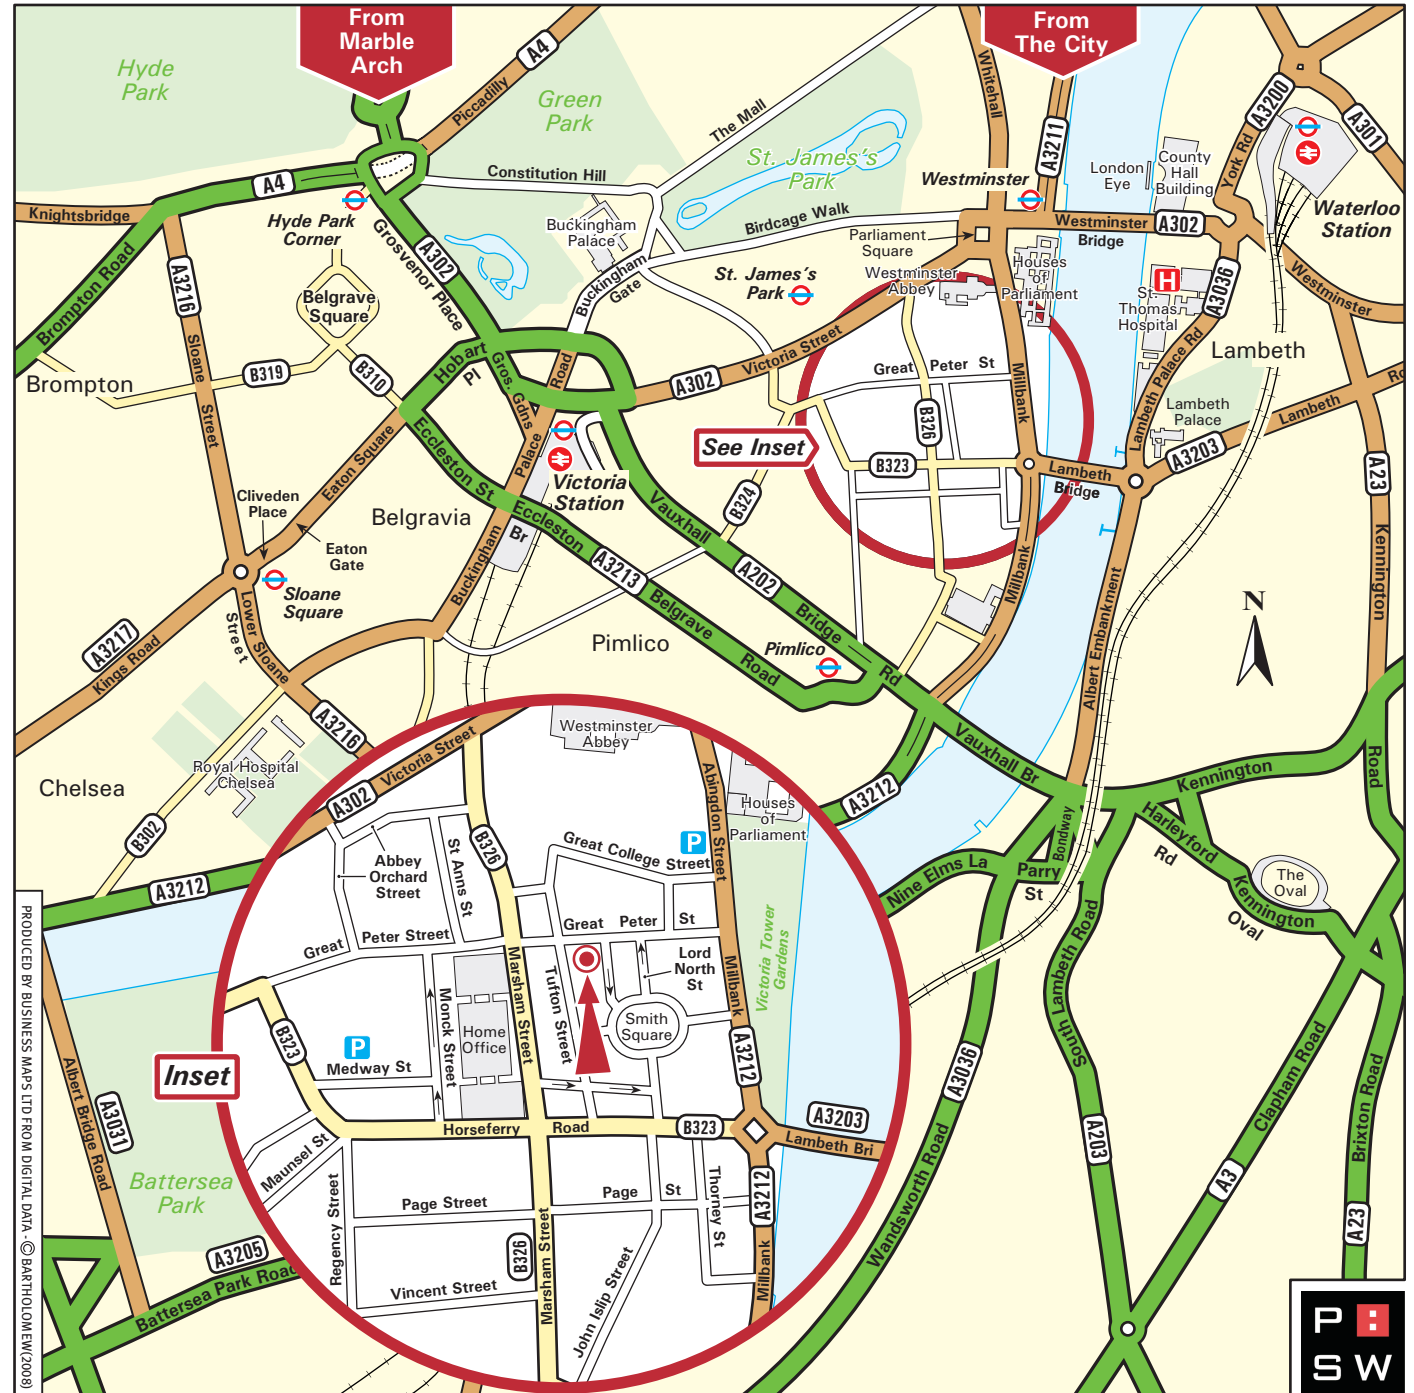 From
Marble
Arch
From
The City
Hyde
Park
A4
Piccadilly
Green
Park
The Mall
St. James's
Park
Whitehall
A3211
A3200
A301
York Rd
London
Eye
County
Hall
Building
Waterloo
Station
Westminster
Constitution Hill
A4
Knightsbridge
Hyde Park
Corner
Buckingham
Palace
Birdcage Walk
Parliament
Square
Westminster
Bridge
A302
Brompton Road
A3216
Grosvenor Place
A302
Buckingham
Gate
St. James's
Park
Westminster
Abbey
Houses
of
Parliament
St.
Thomas
Hospital
H
A3036
Westminster
Belgrave
Square
Sloane
Street
B319
B310
Hobart
Pl
Gros. Gdns
Road
Palace
Buckingham
Victoria Street
A302
Great Peter St
Millbank
B326
Lambeth Palace Rd
Lambeth
Lambeth
Palace
A3203
Lambeth
Brompton
Eccleston St
Eaton Square
See Inset
B323
Lambeth
Bridge
A23
Kennington
Cliveden
Place
Belgravia
Victoria
Station
Eccleston
Br
Vauxhall
B324
Eaton
Gate
Sloane
Square
A3213
A202
Belgrave
Road
Bridge
Rd
Pimlico
Pimlico
Millbank
Albert Embankment
N
A3217
Kings Road
Lower Sloane
Street
A3216
Royal Hospital
Chelsea
Chelsea
B302
A3212
Vauxhall Br
A3212
Kennington
Road
Harleyford
Rd
Bondway
Parry
St
Nine Elms La
The
Oval
Kennington
Oval
South Lambeth Road
A203
A3036
Wandsworth Road
Clapham Road
A3
Brixton Road
A23
Westminster
Abbey
Victoria Street
A302
Abingdon Street
Houses
of
Parliament
P
Great College
Street
Abbey
Orchard
Street
St Anns St
B326
Great
Peter Street
Great Peter St
Lord
North
St
Victoria Tower
Gardens
Millbank
Marsham Street
Tufton Street
Smith
Square
Monck Street
Home
Office
B323
P
Medway St
A3212
A3203
Horseferry Road
B323
Lambeth Bri
Inset
Maunsel St
Regency Street
Page Street
Page St
Thorney St
A3212
Vincent Street
B326
Marsham Street
John Islip Street
Millbank
Albert Bridge Road
A3031
Battersea
Park
A3205
Battersea Park Road
PRODUCED BY BUSINESS MAPS LTD FROM DIGITAL DATA - © BARTHOLOMEW(2008)
P:
SW